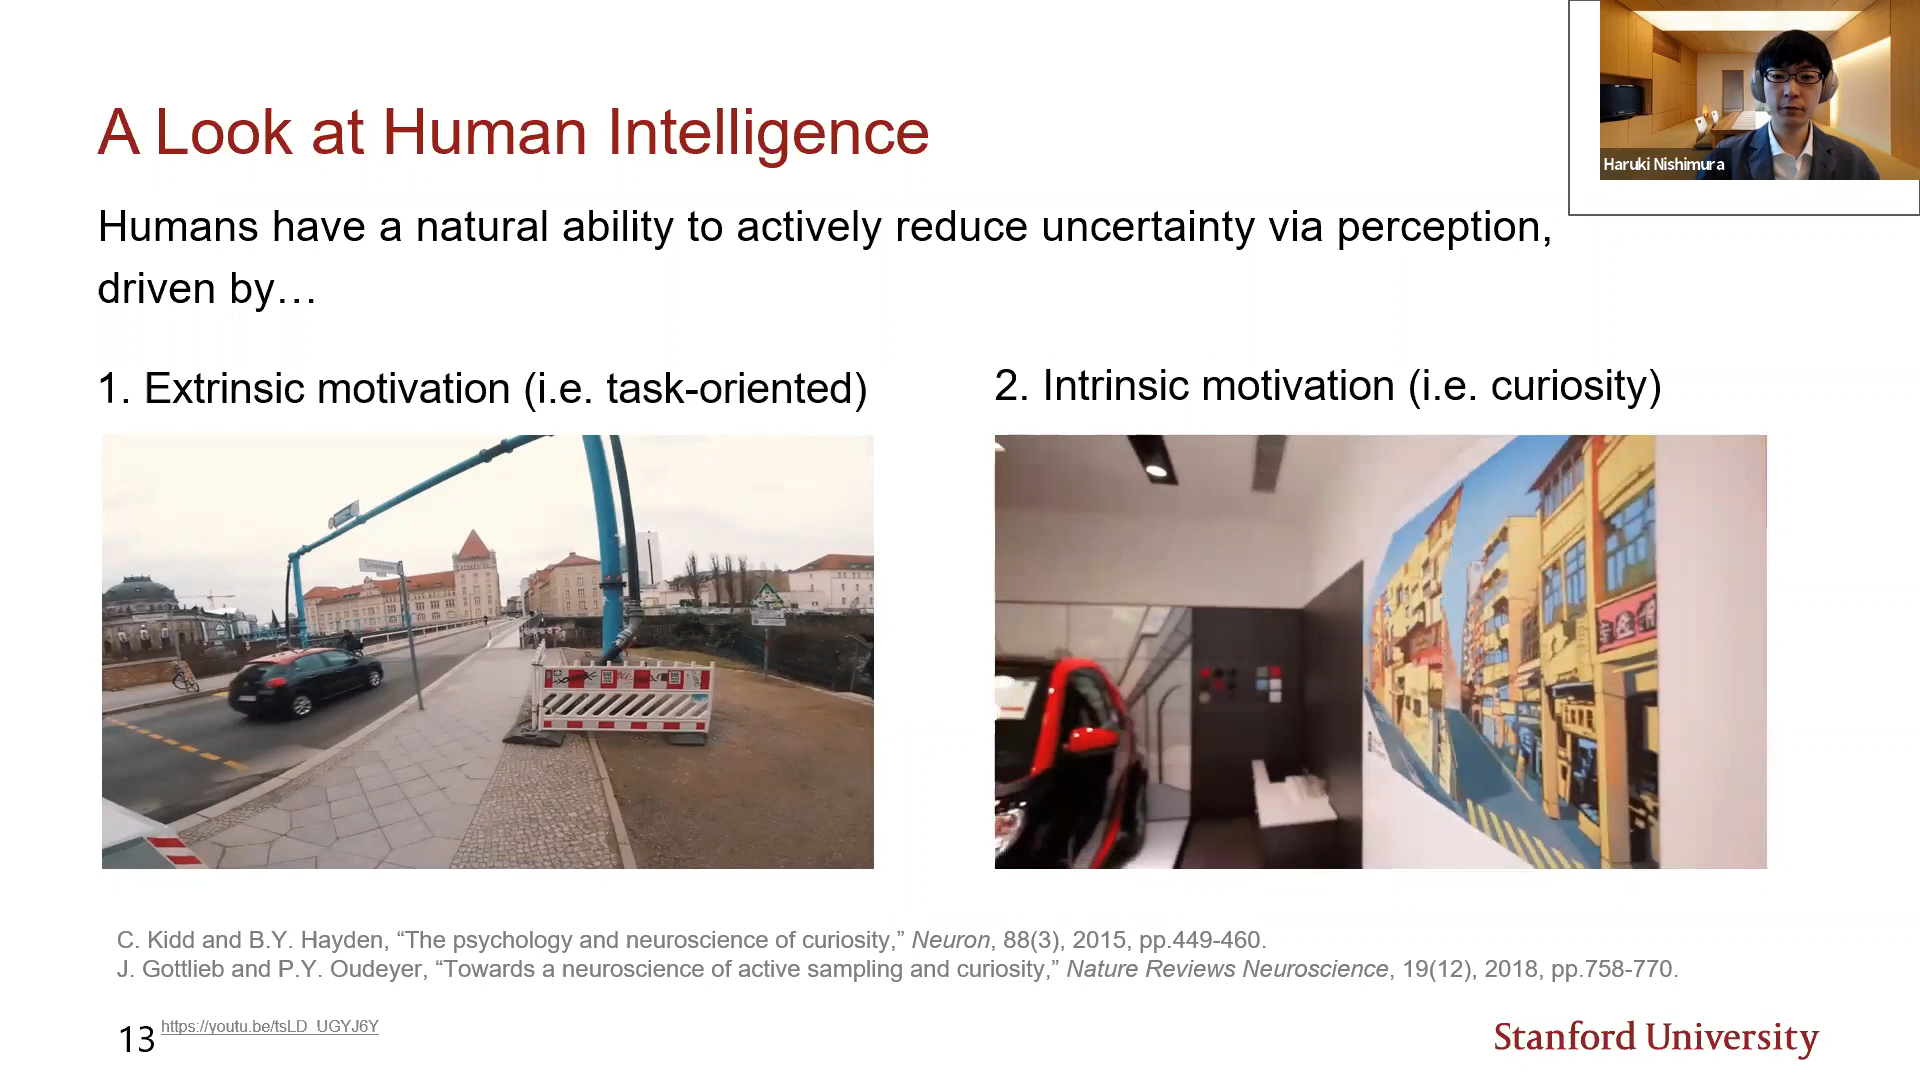 A Look at Human Intelligence
Haruki Nishimura
Humans have a natural ability to actively reduce uncertainty via perception,
driven by…
1. Extrinsic motivation (i.e. task-oriented)
2. Intrinsic motivation (i.e. curiosity)
C. Kidd and B.Y. Hayden, “The psychology and neuroscience of curiosity,” Neuron, 88(3), 2015, pp.449-460.
J. Gottlieb and P.Y. Oudeyer, “Towards a neuroscience of active sampling and curiosity,” Nature Reviews Neuroscience, 19(12), 2018, pp.758-770.
13
https://youtu.be/tsLD_UGYJ6Y
Stanford University